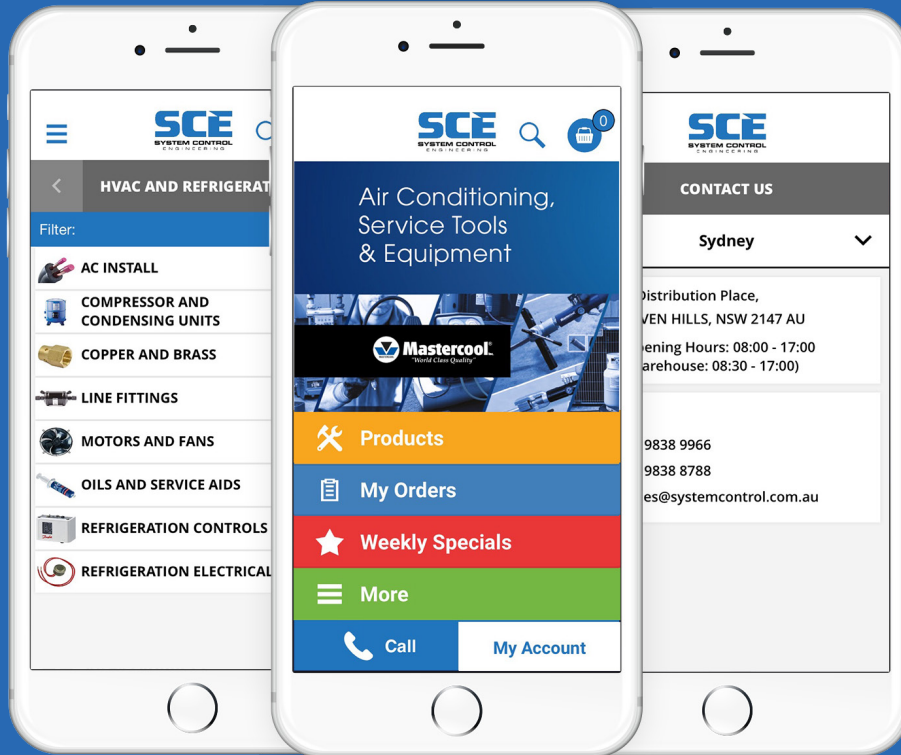 SCE
SYSTEM CONTROL
ENGINEERING
HVAC AND REFRIGERAT
Filter:
AC INSTALL
COMPRESSOR AND
CONDENSING UNITS
COPPER AND BRASS
LINE FITTINGS
MOTORS AND FANS
OILS AND SERVICE AIDS
REFRIGERATION CONTROLS
REFRIGERATION ELECTRICAL
SCE
SYSTEM CONTROL
ENGINEERING
0
Air Conditioning,
Service Tools
& Equipment
Mastercool
"World Class Quality"
Products
My Orders
Weekly Specials
More
Call
My Account
SCE
SYSTEM CONTROL
ENGINEERING
CONTACT US
Sydney
Distribution Place,
VEN HILLS, NSW 2147 AU
ening Hours: 08:00 - 17:00
arehouse: 08:30 - 17:00)
9838 9966
9838 8788
es@systemcontrol.com.au